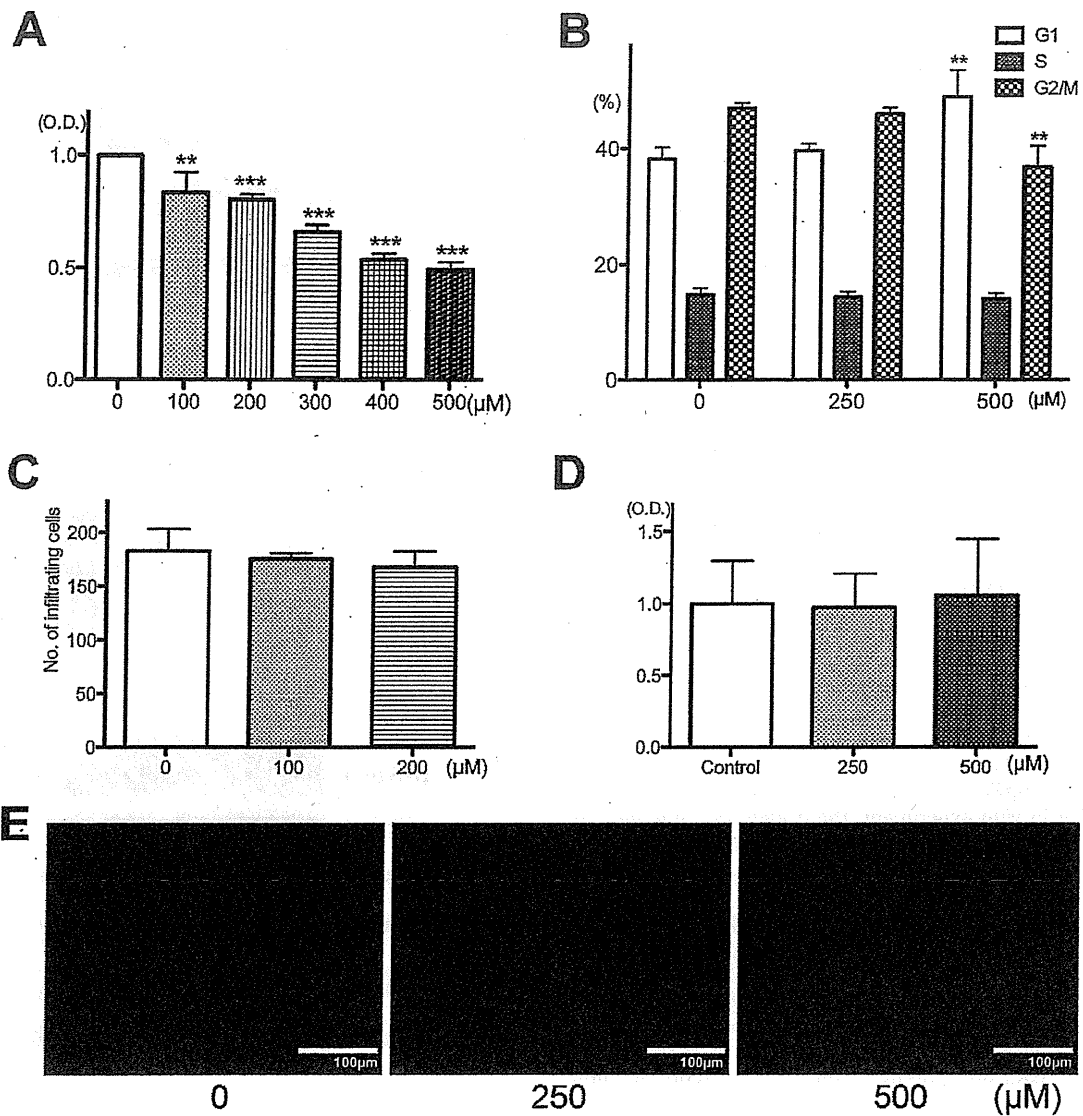 A
(O.D.)
1.0
0.5
0.0
**
***
***
***
***
0
100
200
300
400
500(μM)
B
(%)
40
20
0
**
**
G1
S
G2/M
0
250
500
(μM)
C
No. of infiltrating cells
200
150
100
50
0
0
100
200
(μM)
D
(O.D.)
1.5
1.0
0.5
0.0
Control
250
500
(μM)
E
100μm
100μm
100μm
0
250
500
(μM)